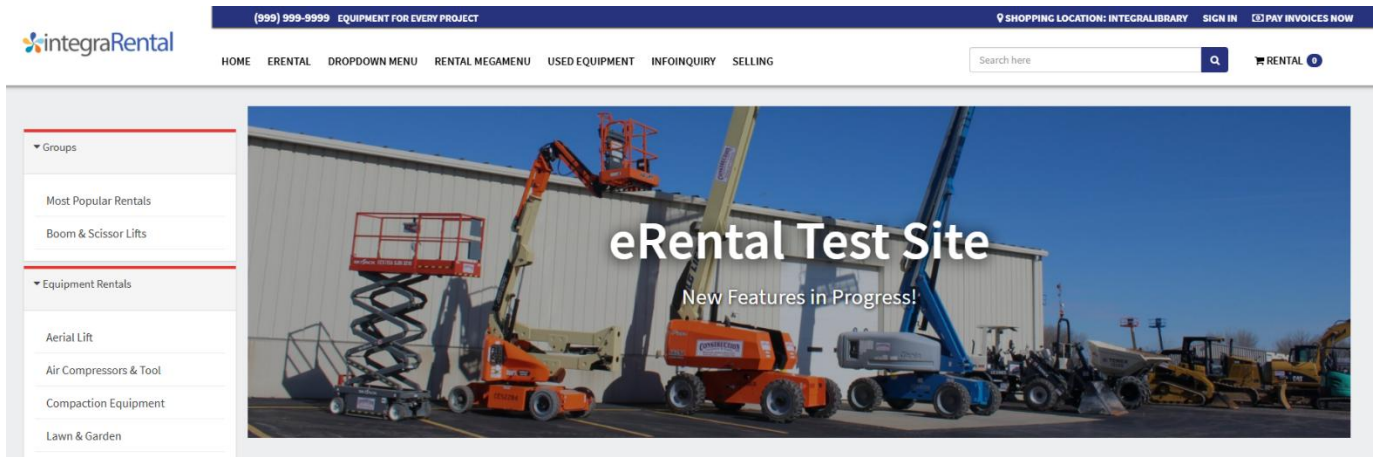 (999) 999-9999 EQUIPMENT FOR EVERY PROJECT
SHOPPING LOCATION: INTEGRALIBRARY SIGN IN PAY INVOICES NOW
integraRental
HOME ERENTAL DROPDOWN MENU RENTAL MEGAMENU USED EQUIPMENT INFOINQUIRY SELLING
Search here
RENTAL 0
Groups
Most Popular Rentals
Boom & Scissor Lifts
Equipment Rentals
Aerial Lift
Air Compressors & Tool
Compaction Equipment
Lawn & Garden
eRental Test Site
New Features in Progress!
CAT